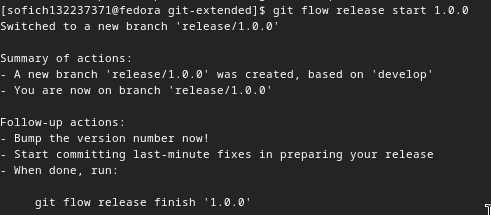 [sofich132237371@fedora git-extended]$ git flow release start 1.0.0
Switched to a new branch 'release/1.0.0'
Summary of actions:
- A new branch 'release/1.0.0' was created, based on 'develop'
- You are now on branch 'release/1.0.0'
Follow-up actions:
- Bump the version number now!
- Start committing last-minute fixes in preparing your release
- When done, run:
git flow release finish '1.0.0'